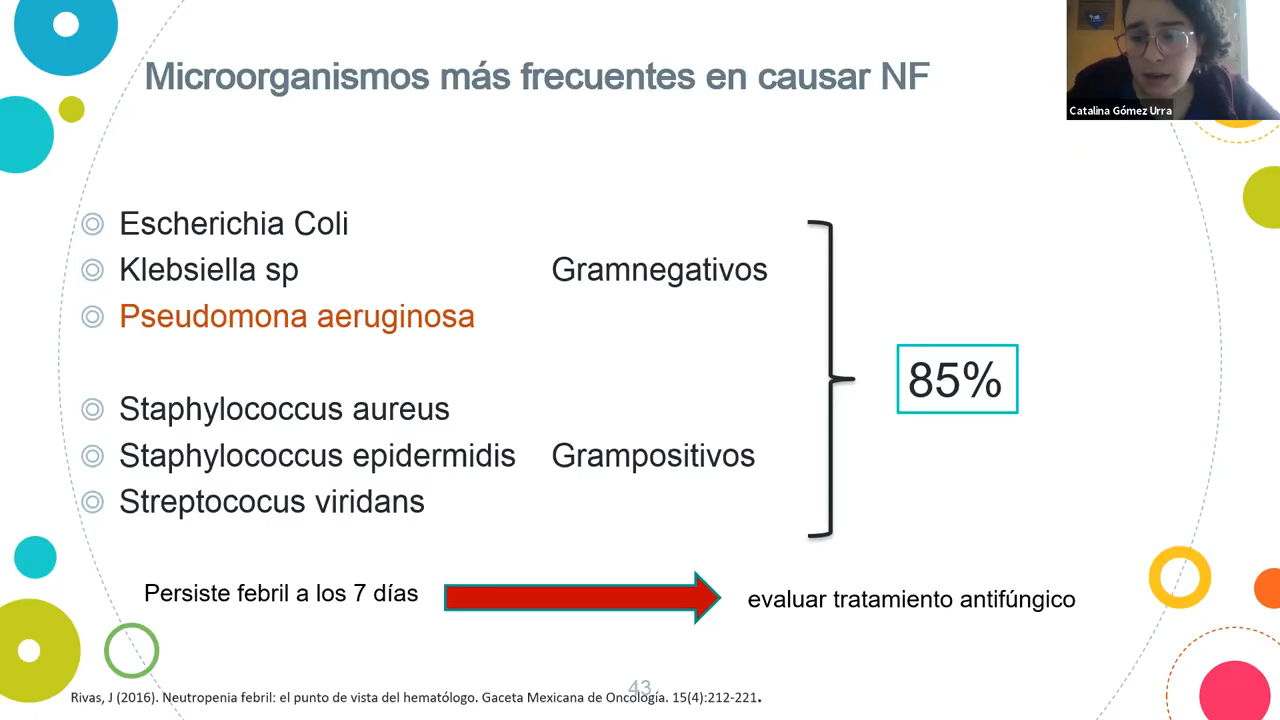 Microorganismos más frecuentes en causar NF
Catalina Gómez Urra
Escherichia Coli
Klebsiella sp
Gramnegativos
Pseudomona aeruginosa
85%
Staphylococcus aureus
Staphylococcus epidermidis
Grampositivos
Streptococus viridans
Persiste febril a los 7 días
evaluar tratamiento antifúngico
43
Rivas, J (2016). Neutropenia febril: el punto de vista del hematólogo. Gaceta Mexicana de Oncología. 15(4):212-221.